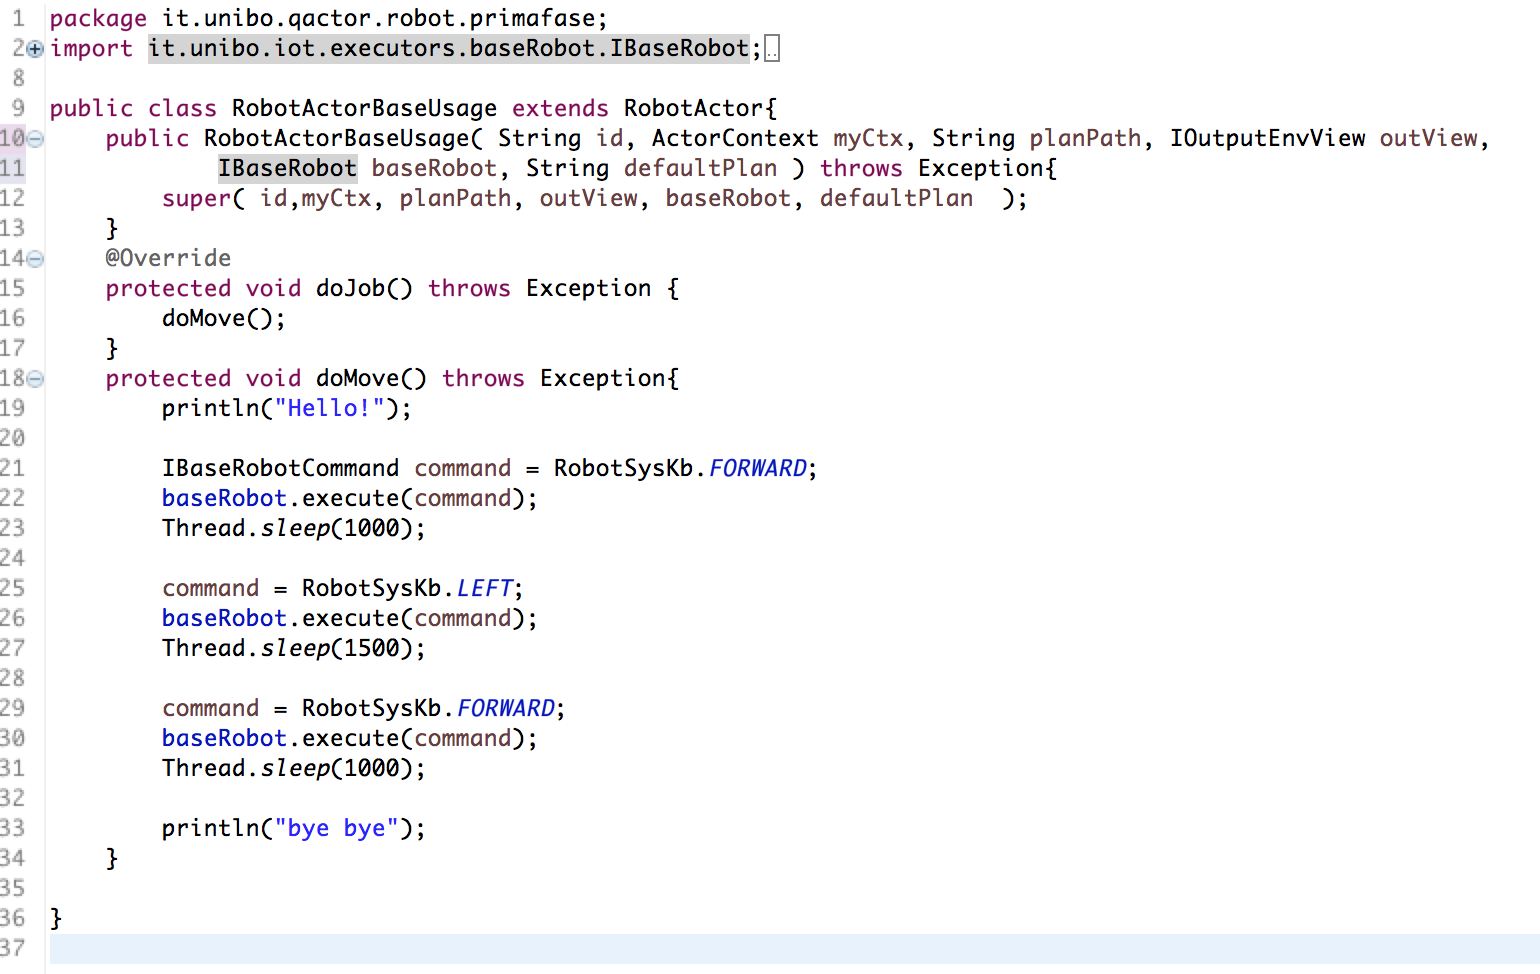 1 package it.unibo.qactor.robot.primafase;
2 import it.unibo.iot.executors.baseRobot.IBaseRobot;
8
9 public class RobotActorBaseUsage extends RobotActor{
10 public RobotActorBaseUsage( String id, ActorContext myCtx, String planPath, IOutputEnvView outView,
11 IBaseRobot baseRobot, String defaultPlan ) throws Exception{
12 super( id,myCtx, planPath, outView, baseRobot, defaultPlan  );
13 }
14 @Override
15 protected void doJob() throws Exception {
16 doMove();
17 }
18 protected void doMove() throws Exception{
19 println("Hello!");
20
21 IBaseRobotCommand command = RobotSysKb.FORWARD;
22 baseRobot.execute(command);
23 Thread.sleep(1000);
24
25 command = RobotSysKb.LEFT;
26 baseRobot.execute(command);
27 Thread.sleep(1500);
28
29 command = RobotSysKb.FORWARD;
30 baseRobot.execute(command);
31 Thread.sleep(1000);
32
33 println("bye bye");
34 }
35
36 }
37